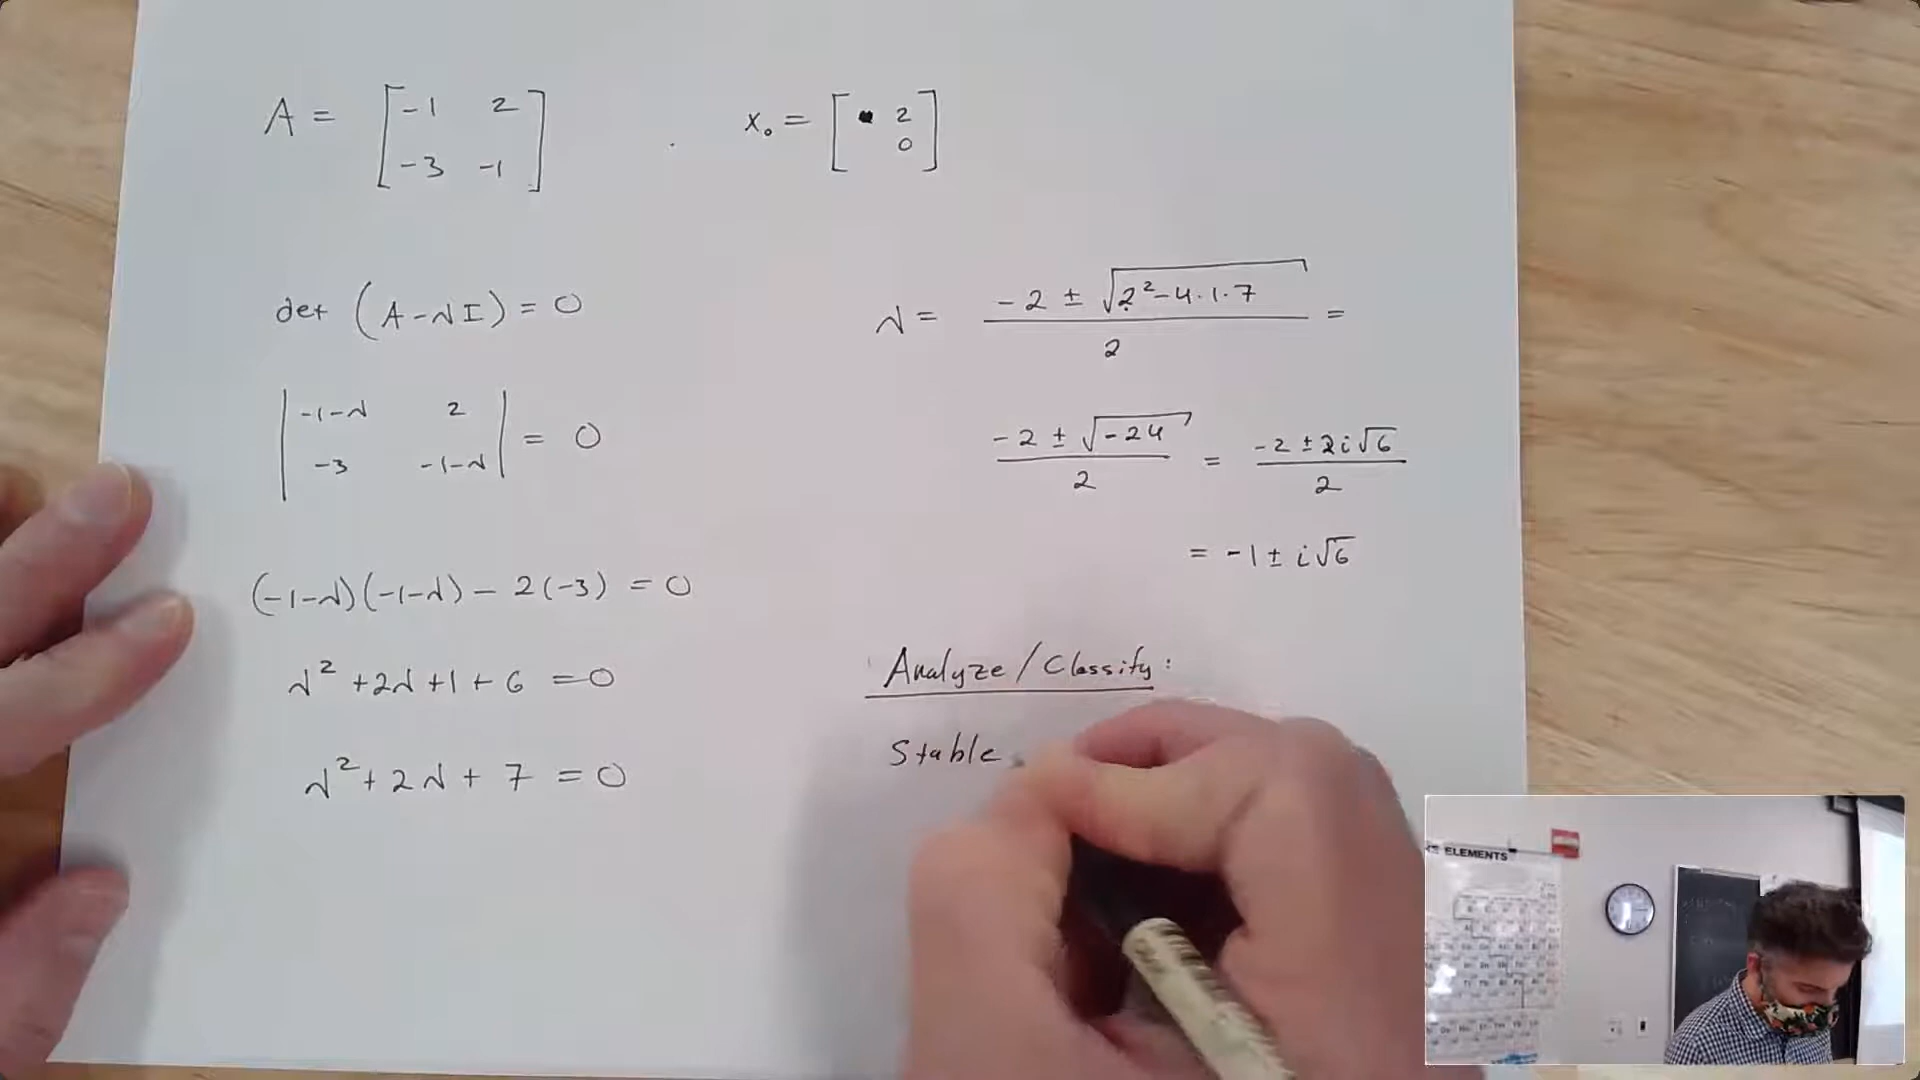 A = [ -1 2
-3 -1 ]
x₀ = [ 2
0 ]
det (A-λI) = 0
| -1-λ 2
-3 -1-λ | = 0
(-1-λ)(-1-λ) - 2(-3) = 0
λ² + 2λ + 1 + 6 = 0
λ² + 2λ + 7 = 0
λ = (-2 ± √(2²-4·1·7)) / 2 =
(-2 ± √-24) / 2 = (-2 ± 2i√6) / 2
= -1 ± i√6
Analyze/Classify:
Stable
ELEMENTS